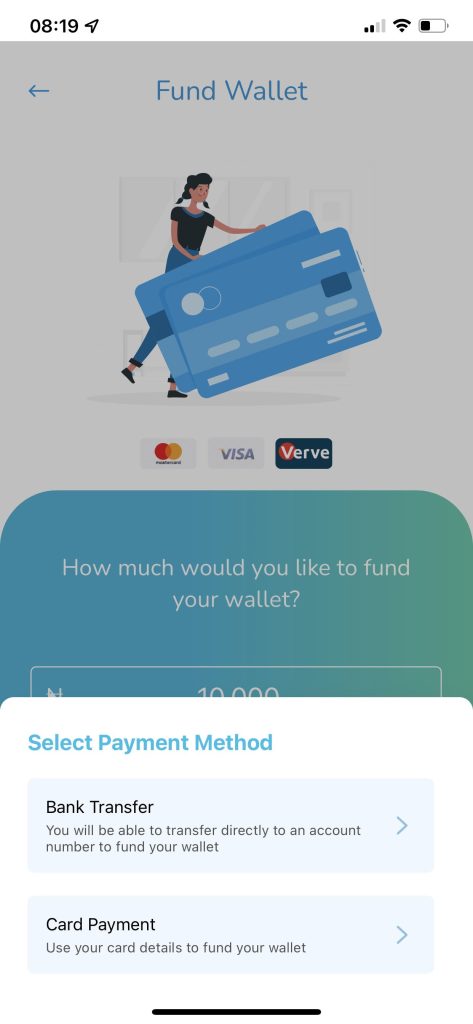 08:19
Fund Wallet
mastercard
VISA
Verve
How much would you like to fund
your wallet?
₦ 10,000
Select Payment Method
Bank Transfer
You will be able to transfer directly to an account
number to fund your wallet
Card Payment
Use your card details to fund your wallet